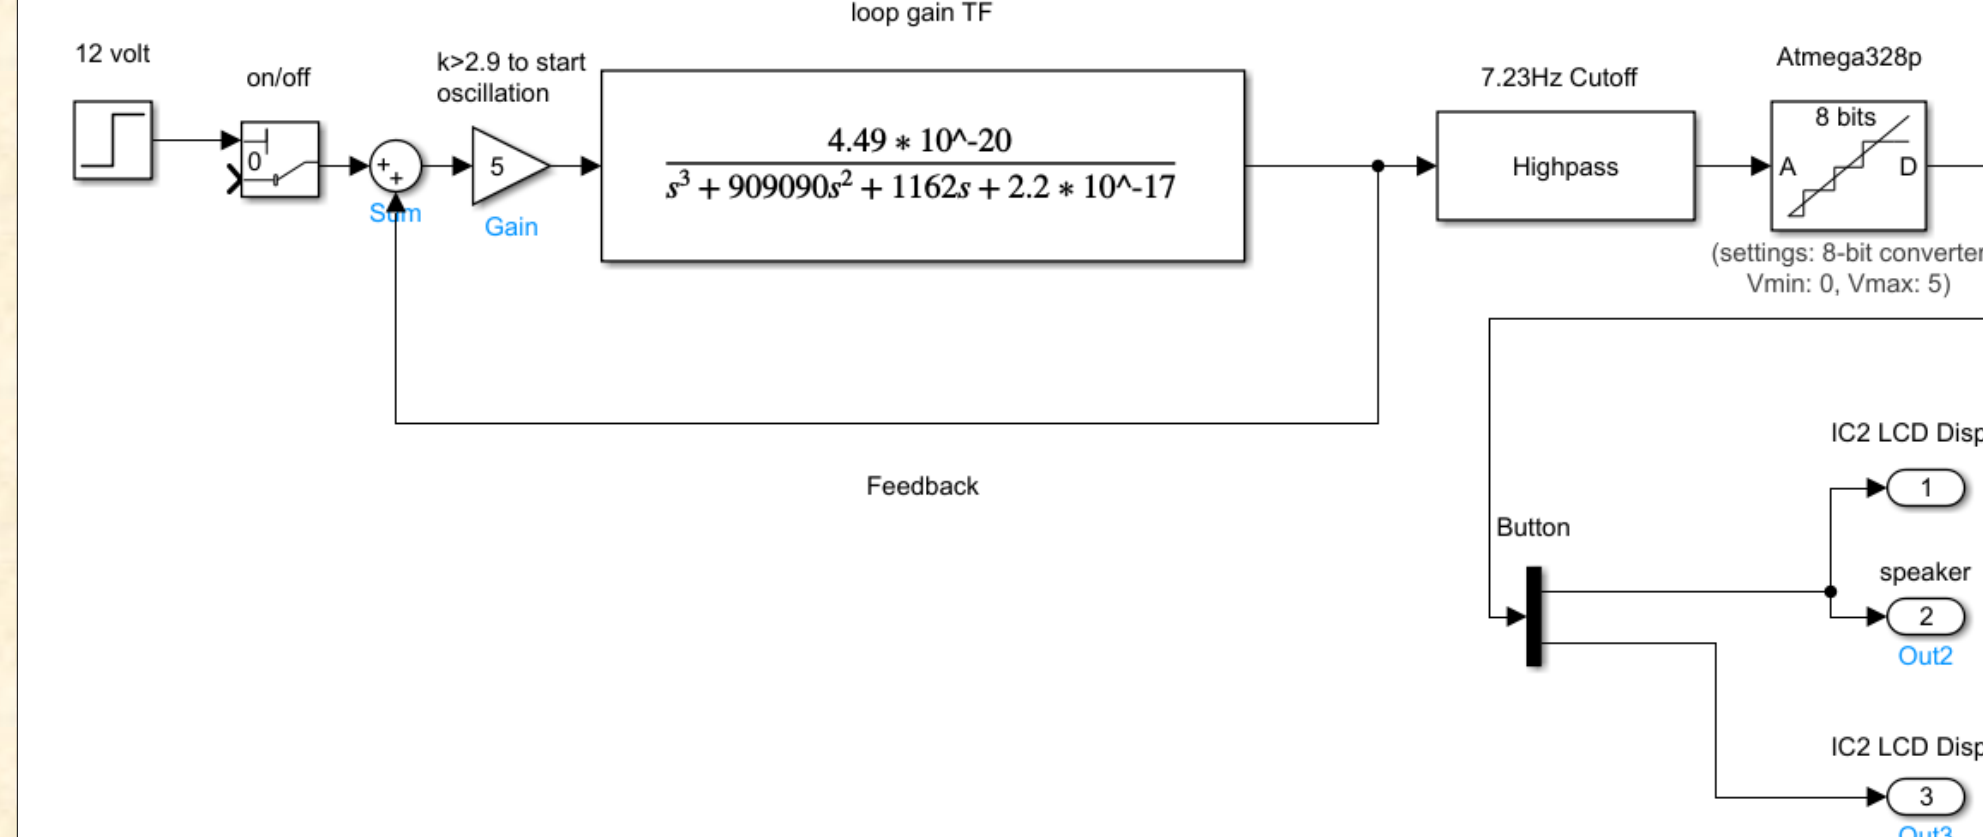 loop gain TF
12 volt
on/off
k>2.9 to start
oscillation
7.23Hz Cutoff
Atmega328p
0
+
+
Sum
5
Gain
4.49 * 10^-20
s³ + 909090s² + 1162s + 2.2 * 10^-17
Highpass
8 bits
A
D
(settings: 8-bit converter
Vmin: 0, Vmax: 5)
Feedback
IC2 LCD Disp
1
Button
speaker
2
Out2
IC2 LCD Disp
3
Out3